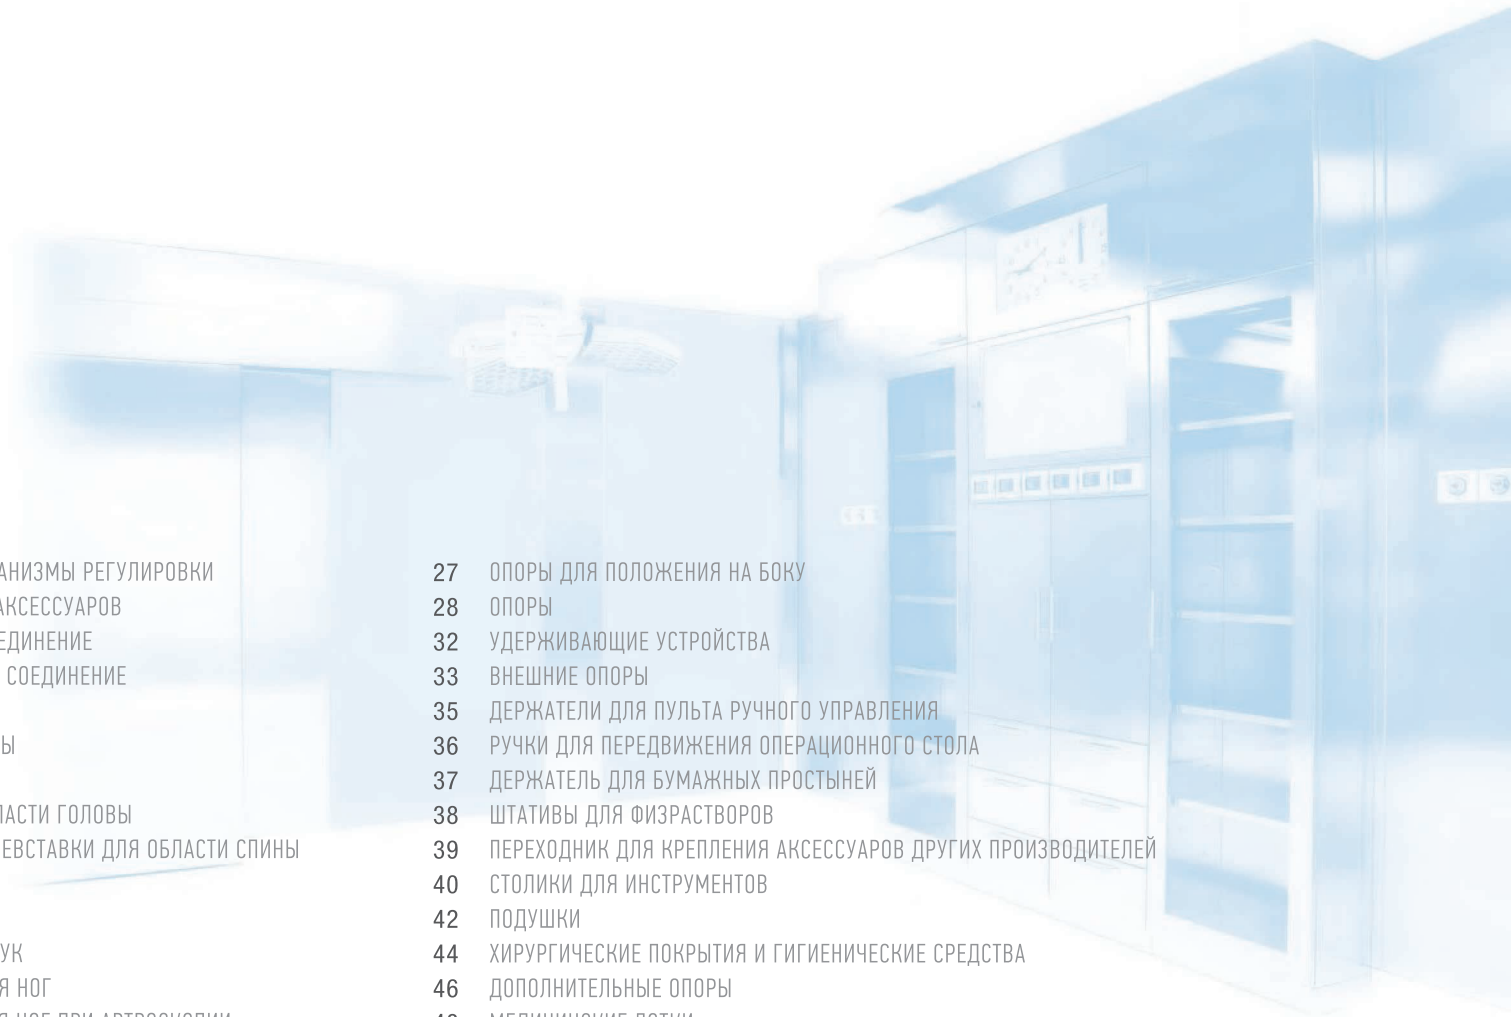 АНИЗМЫ РЕГУЛИРОВКИ
АКСЕССУАРОВ
ЕДИНЕНИЕ
СОЕДИНЕНИЕ
Ы
ЛАСТИ ГОЛОВЫ
ЕВСТАВКИ ДЛЯ ОБЛАСТИ СПИНЫ
УК
Я НОГ
27 ОПОРЫ ДЛЯ ПОЛОЖЕНИЯ НА БОКУ
28 ОПОРЫ
32 УДЕРЖИВАЮЩИЕ УСТРОЙСТВА
33 ВНЕШНИЕ ОПОРЫ
35 ДЕРЖАТЕЛИ ДЛЯ ПУЛЬТА РУЧНОГО УПРАВЛЕНИЯ
36 РУЧКИ ДЛЯ ПЕРЕДВИЖЕНИЯ ОПЕРАЦИОННОГО СТОЛА
37 ДЕРЖАТЕЛЬ ДЛЯ БУМАЖНЫХ ПРОСТЫНЕЙ
38 ШТАТИВЫ ДЛЯ ФИЗРАСТВОРОВ
39 ПЕРЕХОДНИК ДЛЯ КРЕПЛЕНИЯ АКСЕССУАРОВ ДРУГИХ ПРОИЗВОДИТЕЛЕЙ
40 СТОЛИКИ ДЛЯ ИНСТРУМЕНТОВ
42 ПОДУШКИ
44 ХИРУРГИЧЕСКИЕ ПОКРЫТИЯ И ГИГИЕНИЧЕСКИЕ СРЕДСТВА
46 ДОПОЛНИТЕЛЬНЫЕ ОПОРЫ